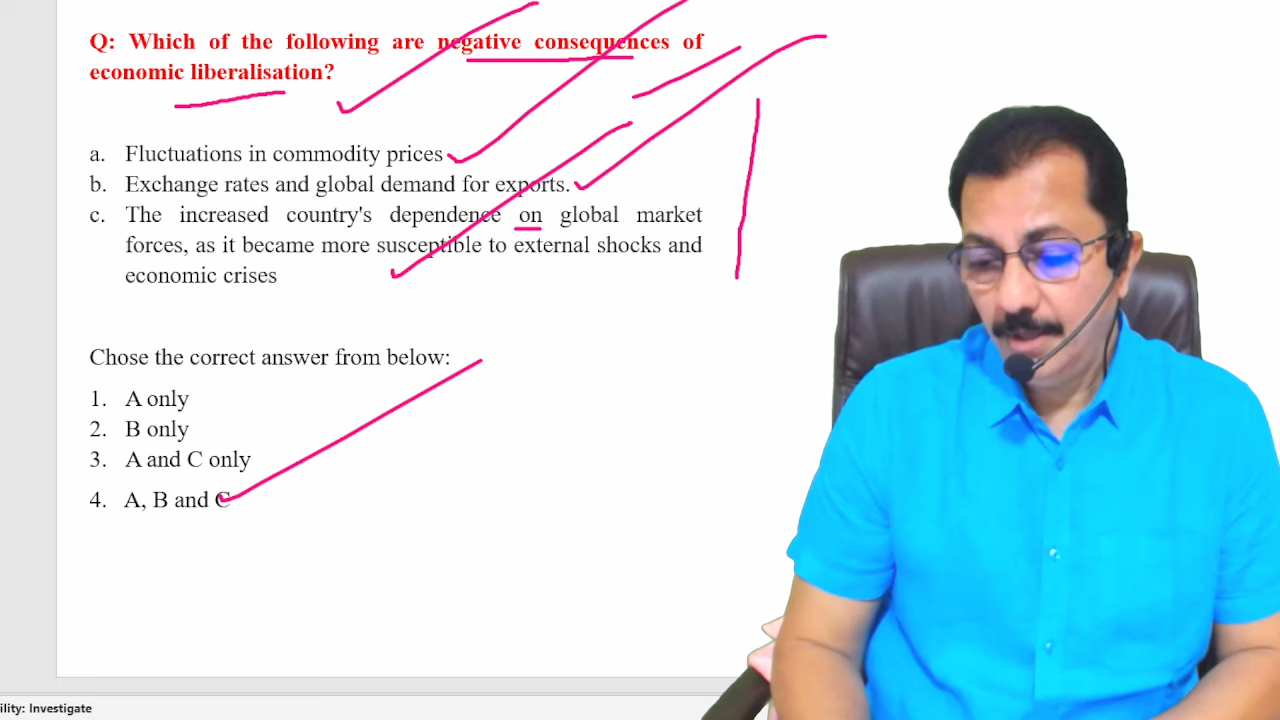 Q: Which of the following are negative consequences of
economic liberalisation?
a. Fluctuations in commodity prices
b. Exchange rates and global demand for exports.
c. The increased country's dependence on global market
forces, as it became more susceptible to external shocks and
economic crises
Chose the correct answer from below:
1. A only
2. B only
3. A and C only
4. A, B and C
ility: Investigate